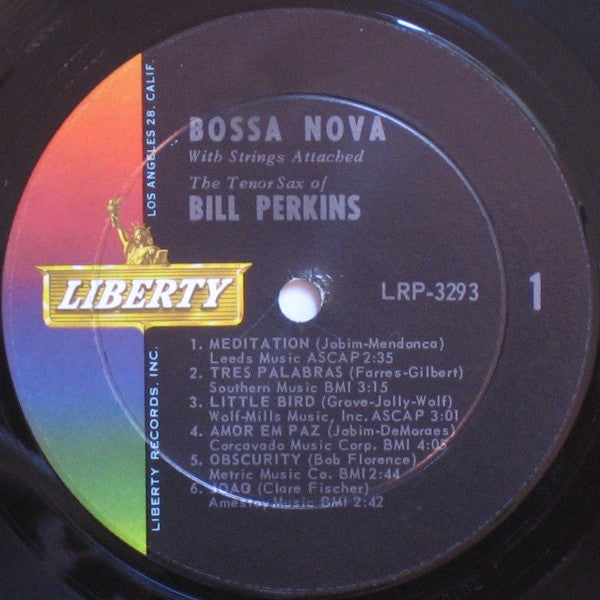 BOSSA NOVA
With Strings Attached
The Tenor Sax of
BILL PERKINS
LIBERTY
LRP-3293
1
1. MEDITATION (Jobim-Mendonca)
Leeds Music ASCAP 2:35
2. TRES PALABRAS (Farres-Gilbert)
Southern Music BMI 3:15
3. LITTLE BIRD (Grave-Jolly-Wolf)
Wolf-Mills Music, Inc. ASCAP 3:01
4. AMOR EM PAZ (Jobim-DeMoraes)
Corcovado Music Corp. BMI 4:05
5. OBSCURITY (Bob Florence)
Metric Music Co. BMI 2:44
6. JOAO (Clare Fischer)
Amestoy Music BMI 2:42
LIBERTY RECORDS, INC.
LOS ANGELES 28, CALIF.